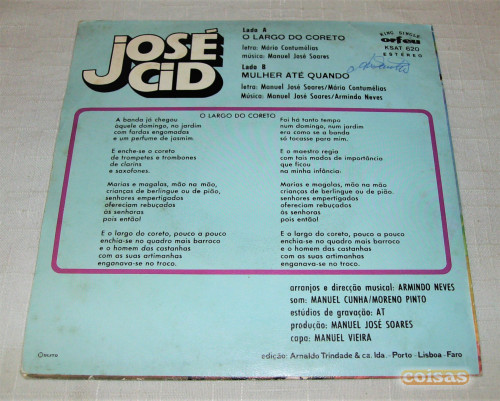 JOSÉ
CID
Lado A
O LARGO DO CORETO
letra: Mário Contumélias
música: Manuel José Soares
Lado B
MULHER ATÉ QUANDO
letra: Manuel José Soares/Mário Contumélias
Música: Manuel José Soares/Armindo Neves
KING SINGLE
orfeu
KSAT 620
ESTEREO
O LARGO DO CORETO
A banda já chegou
àquele domingo, no jardim
com fardas engomadas
e um perfume de jasmim.
E enche-se o coreto
de trompetes e trombones
de clarins
e saxofones.
Marias e magalas, mão na mão,
crianças de berlinque ou de pião,
senhores empertigados
ofereciam rebuçados
às senhoras
pois então!
E o largo do coreto, pouco a pouco
enchia-se no quadro mais barroco
e o homem das castanhas
com as suas artimanhas
enganava-se no troco.
Foi há tanto tempo
num domingo, num jardim
era como se a banda
só tocasse para mim.
E o maestro regia
com tais modos de importância
que ficou
na minha infância:
Marias e magalas, mão na mão,
crianças de berlinque ou de pião,
senhores empertigados
ofereciam rebuçados
às senhoras
pois então!
E o largo do coreto, pouco a pouco
enchia-se no quadro mais barroco
e o homem das castanhas
com as suas artimanhas
enganava-se no troco.
arranjos e direcção musical: ARMINDO NEVES
som: MANUEL CUNHA/MORENO PINTO
estúdios de gravação: AT
produção: MANUEL JOSÉ SOARES
capa: MANUEL VIEIRA
edição: Arnaldo Trindade & ca. lda. - Porto - Lisboa - Faro
coisas